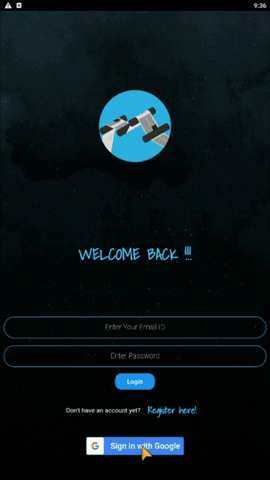 9:36
WELCOME BACK !!!
Enter Your Email ID
Enter Password
Login
Don't have an account yet? Register here!
G Sign in with Google